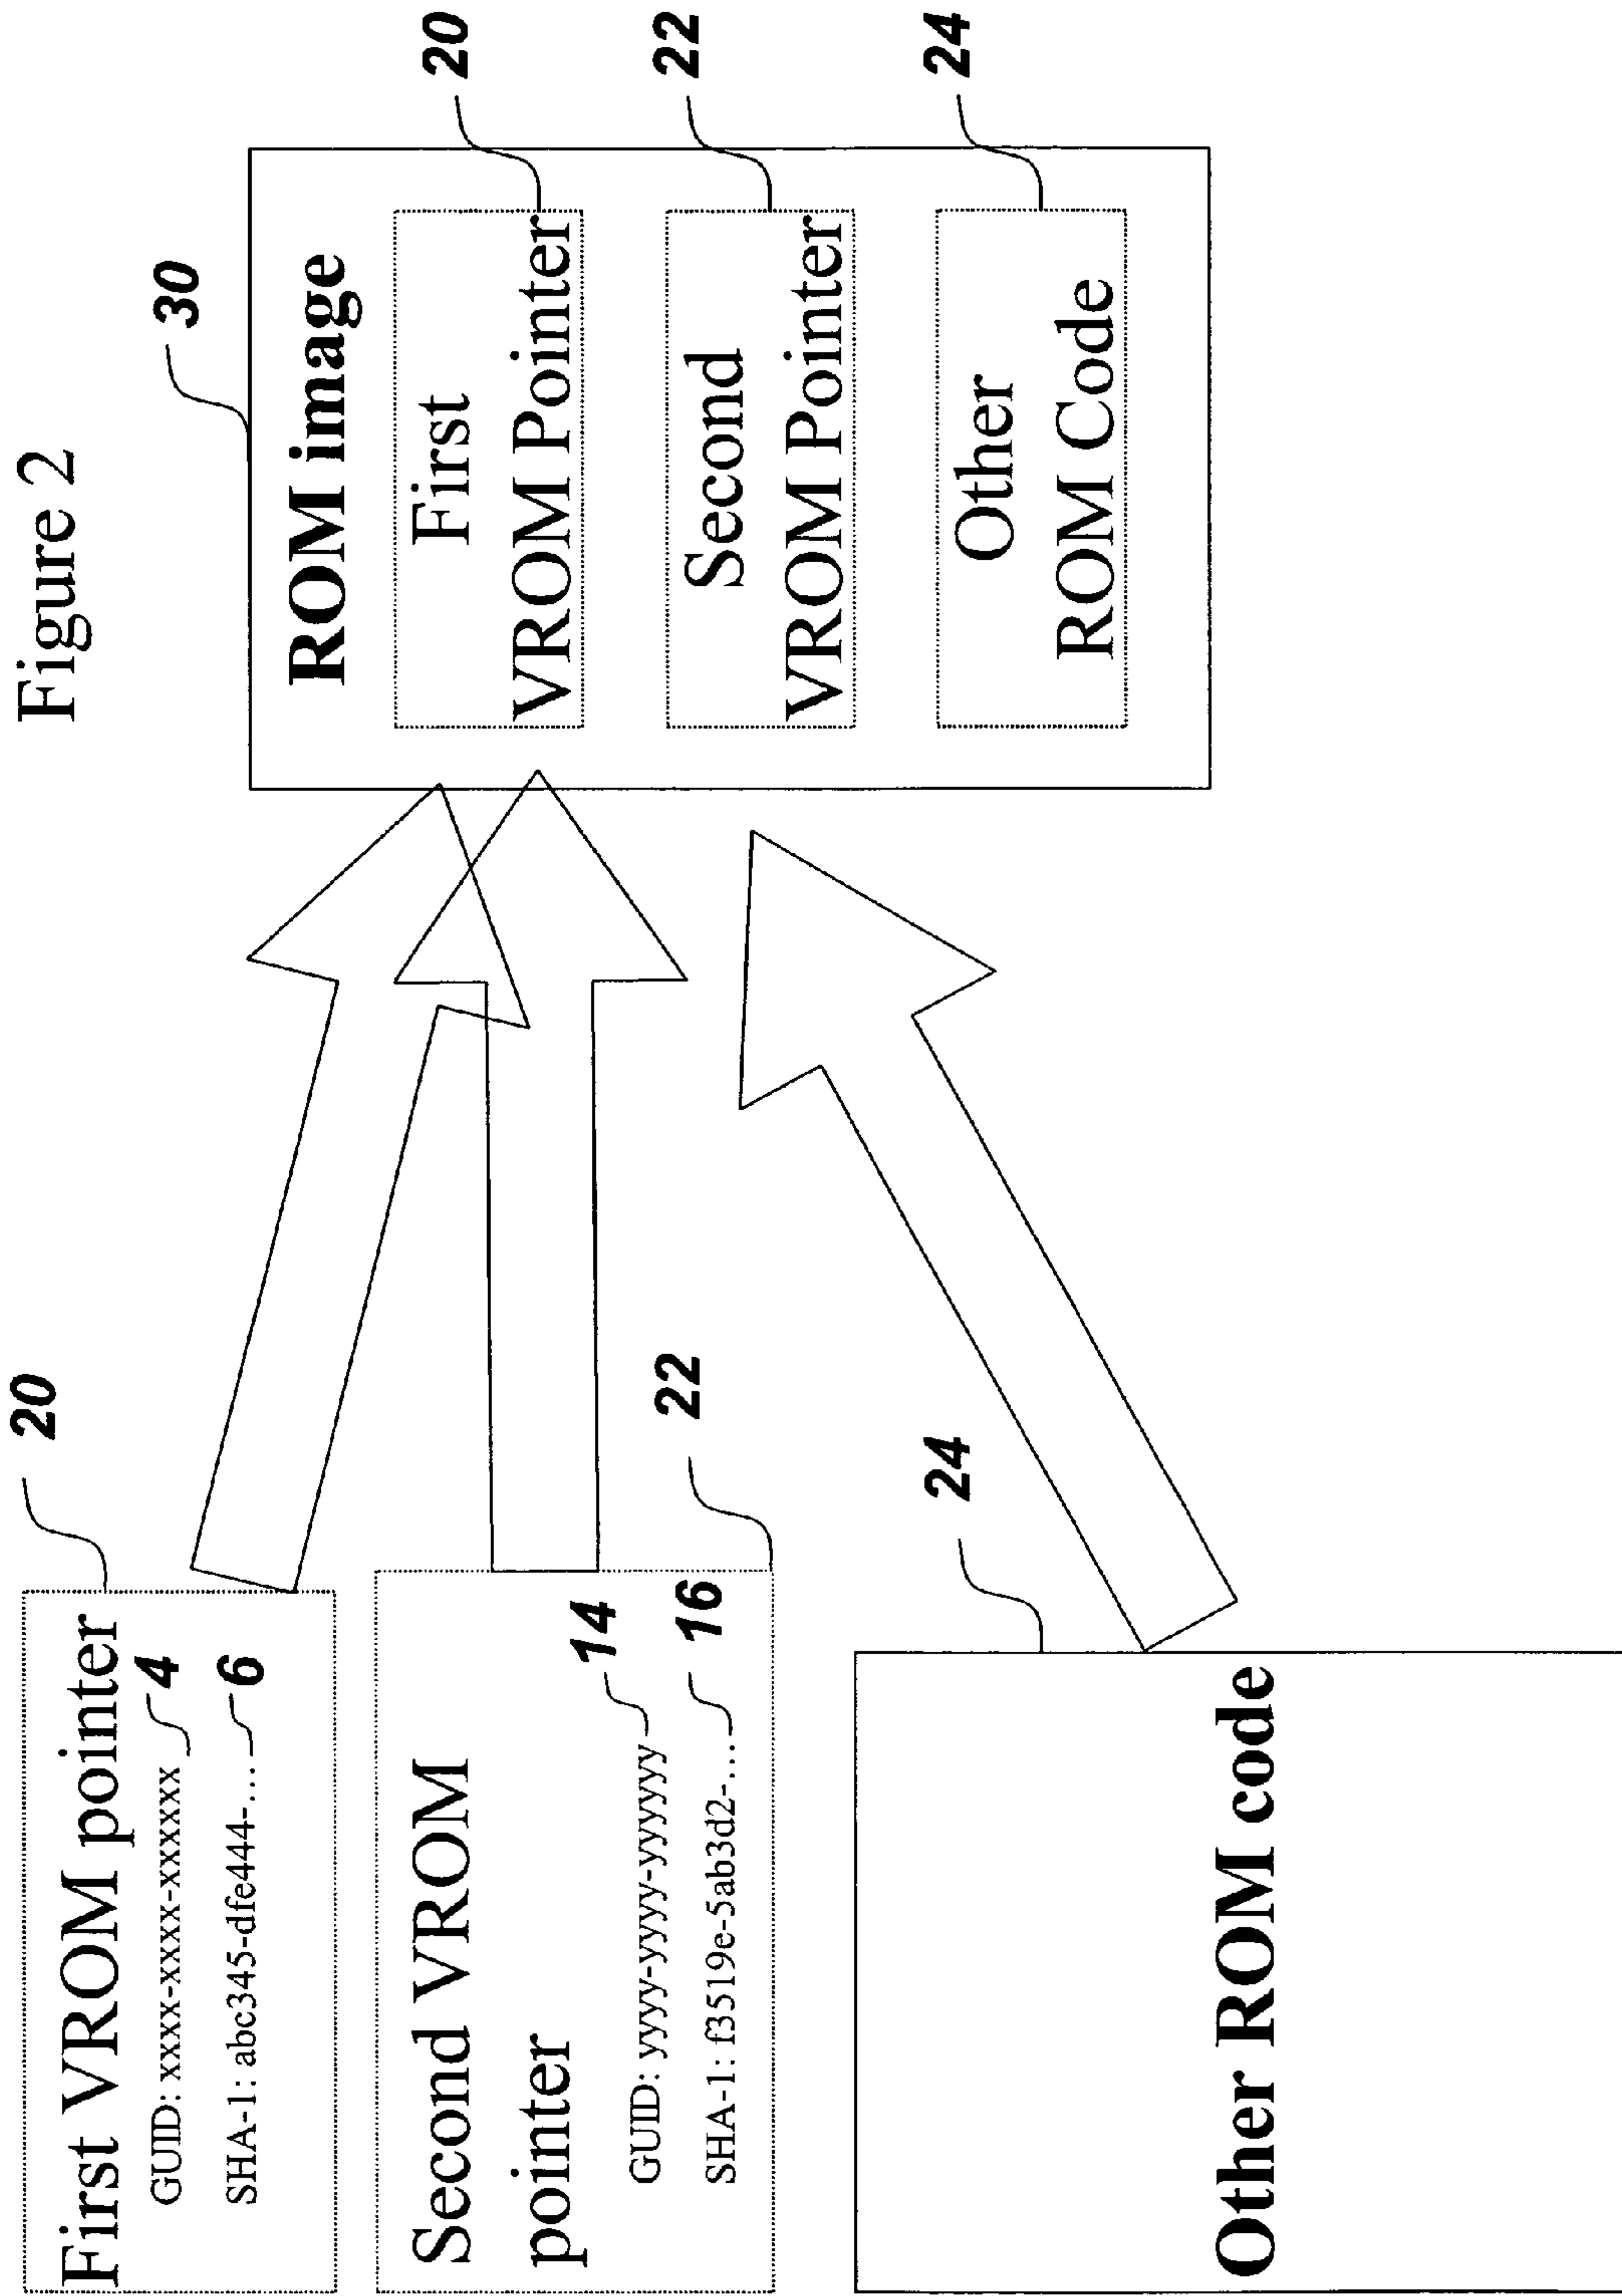 Figure 2
20
First VROM pointer
GUID: xxxx-xxxx-xxxxxx 4
SHA-1: abc345-dfe444-... 6
Second VROM
pointer
GUID: yyyy-yyyy-yyyyyy 14
SHA-1: f3519e-5ab3d2-... 16
22
24
Other ROM code
30
ROM image
First
VROM Pointer
20
Second
VROM Pointer
22
Other
ROM Code
24